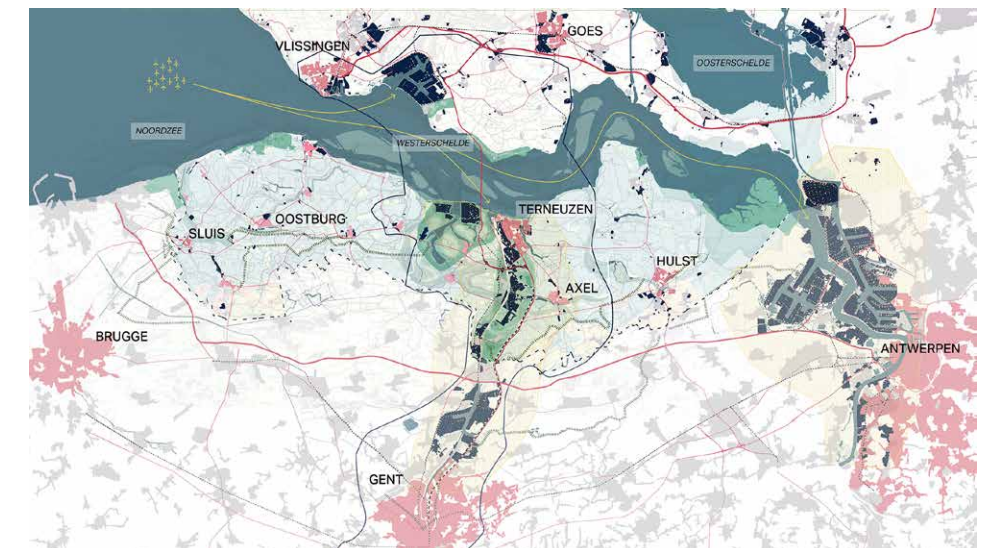 GOES
VLISSINGEN
OOSTERSCHELDE
NOORDZEE
WESTERSCHELDE
TERNEUZEN
OOSTBURG
SLUIS
HULST
AXEL
BRUGGE
ANTWERPEN
GENT